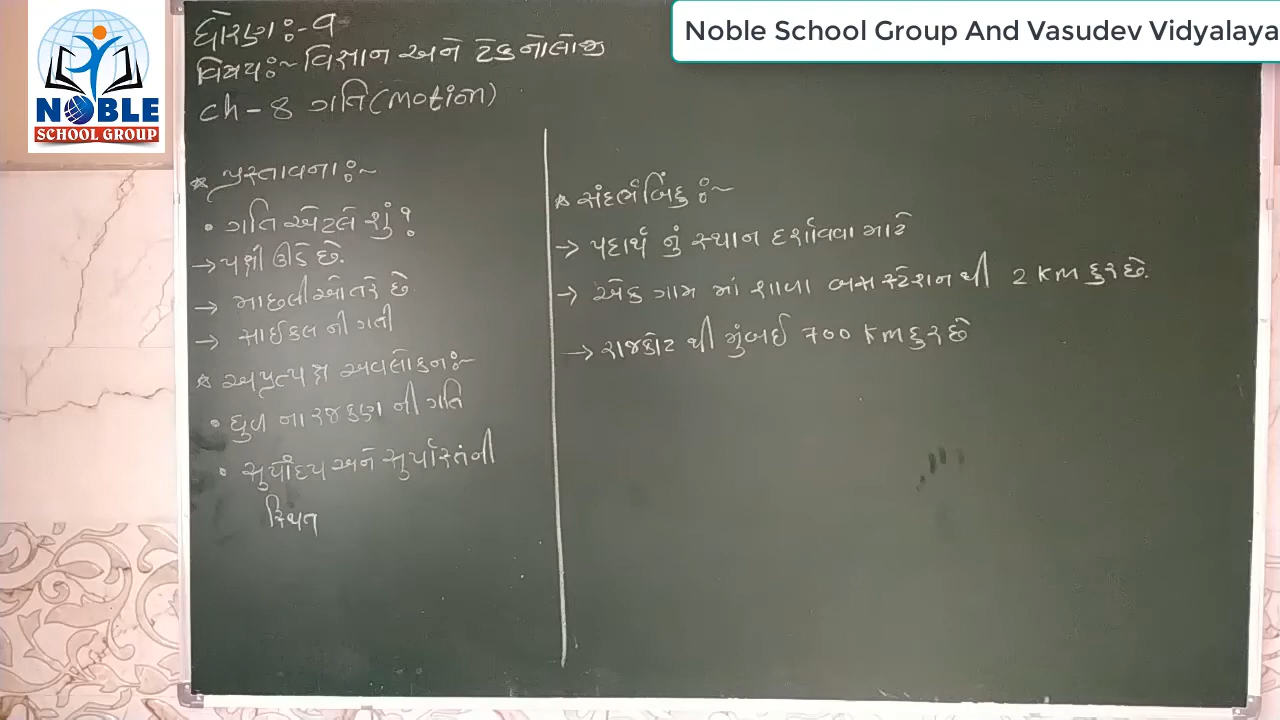 Noble School Group And Vasudev Vidyalaya
NOBLE
SCHOOL GROUP
ધોરણ:-9
વિષય:~ વિજ્ઞાન અને ટેકનોલોજી
Ch-8 ગતિ(Motion)
* પ્રસ્તાવના:~
• ગતિ એટલે શું?
→ પક્ષી ઊડે છે.
→ માછલીઓ તરે છે
→ સાઈકલ ની ગતી
* અપ્રત્યક્ષ અવલોકન:~
• ધુળ ના રજકણ ની ગતિ
• સુર્યોદય અને સુર્યાસ્તની
સ્થિત
* સંદર્ભબિંદુ:~
→ પદાર્થ નું સ્થાન દર્શાવવા માટે
→ એક ગામ માં શાળા બસ સ્ટેશન થી 2 KM દુર છે.
→ રાજકોટ થી મુંબઈ 700 KM દુર છે